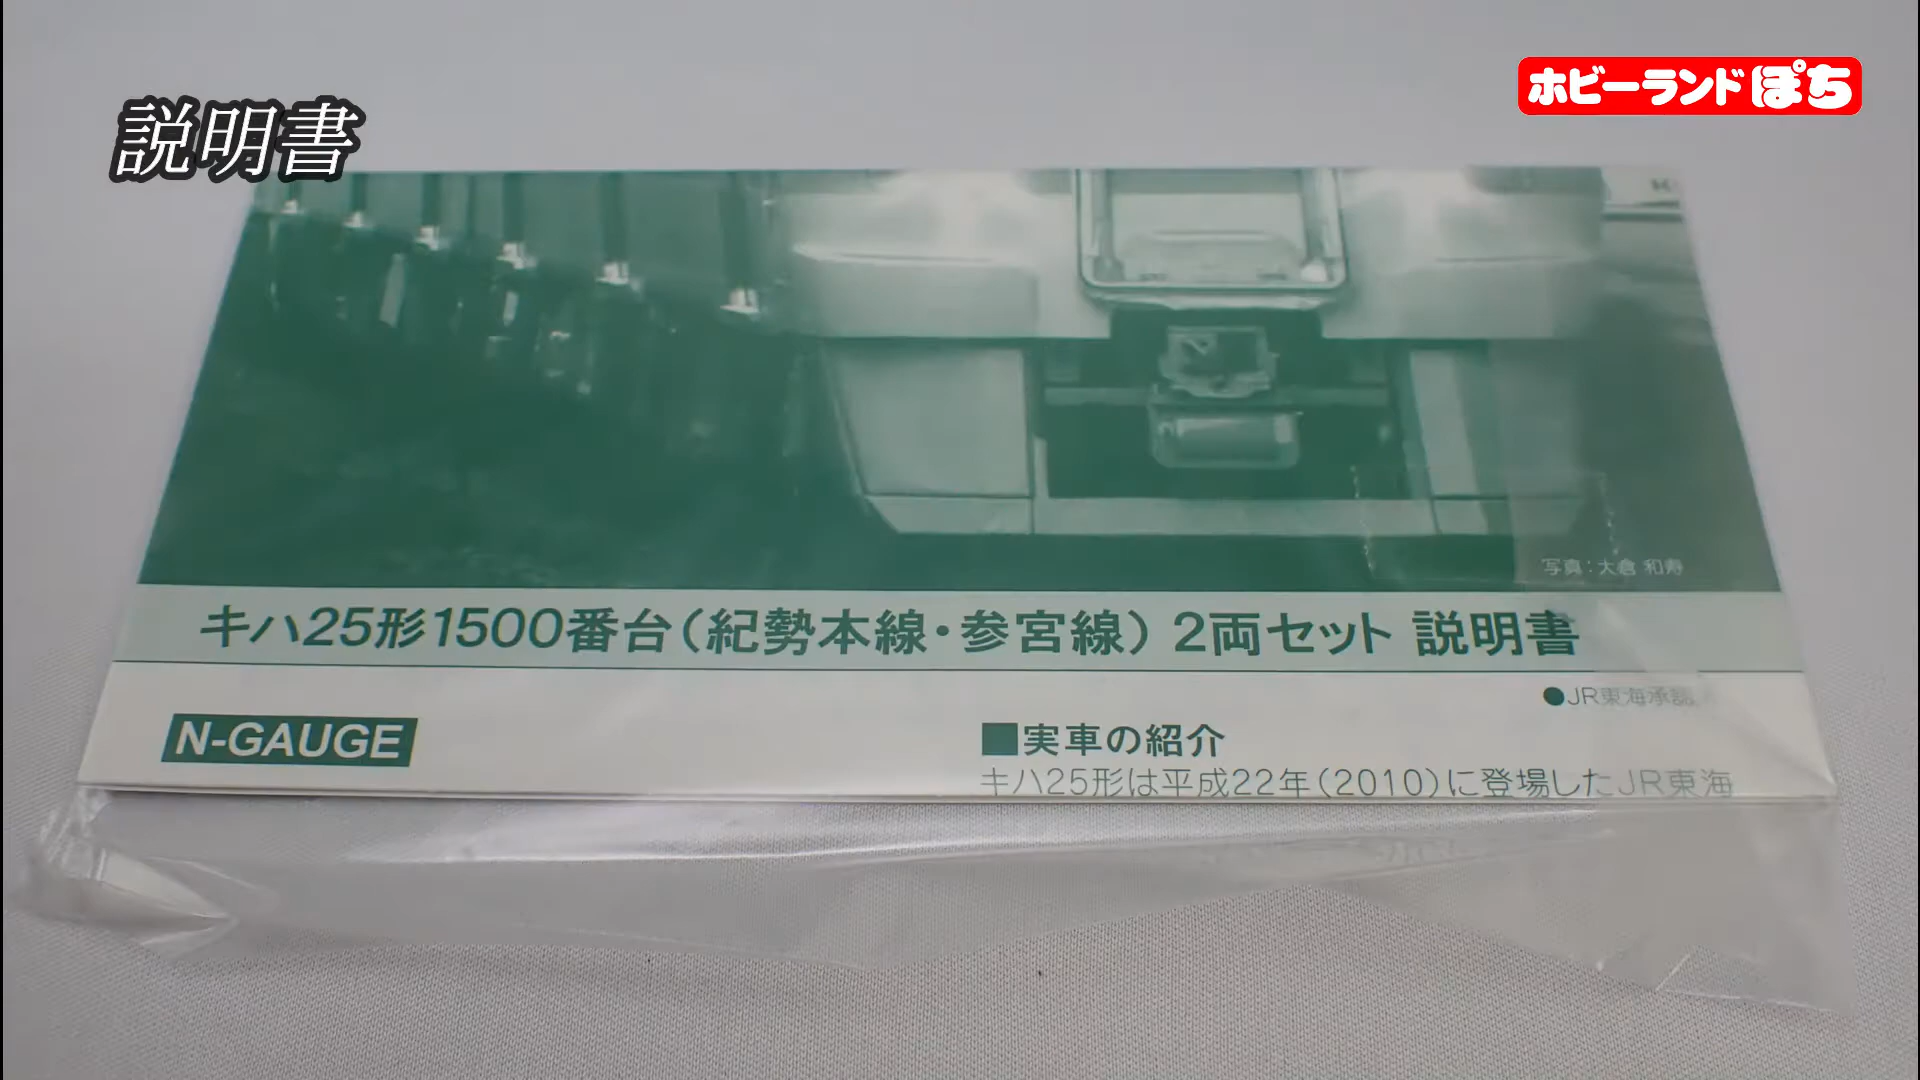 説明書
ホビーランドぽち
写真：大倉 和寿
キハ25形1500番台（紀勢本線・参宮線）2両セット 説明書
●JR東海承認
N-GAUGE
■実車の紹介
キハ25形は平成22年（2010）に登場したJR東海